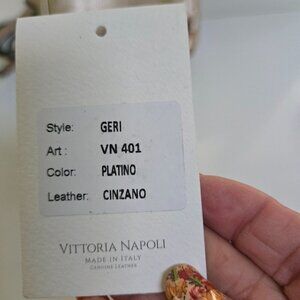 Style: GERI
Art : VN 401
Color: PLATINO
Leather: CINZANO
VITTORIA NAPOLI
MADE IN ITALY
GENUINE LEATHER